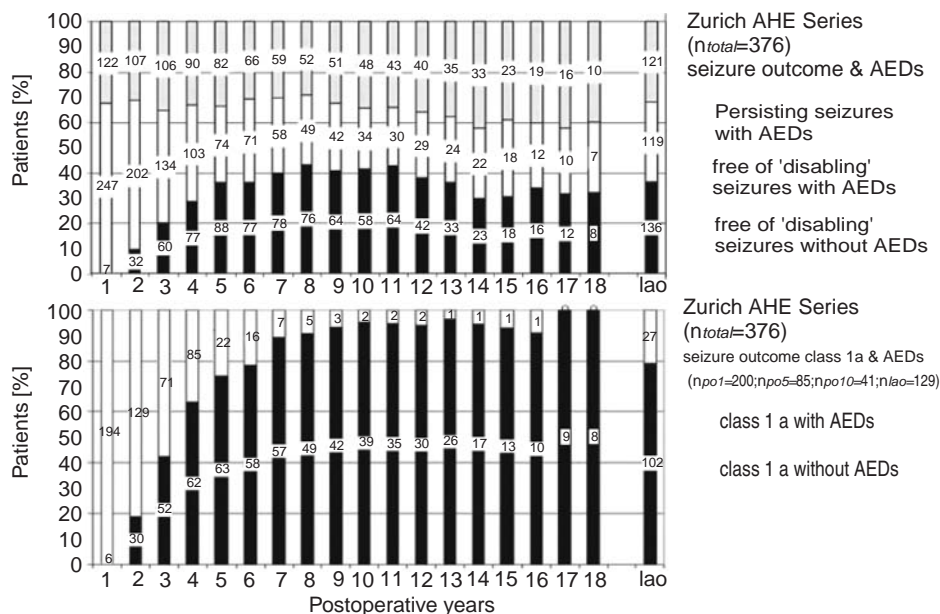 Patients [%]
100
90
80
70
60
50
40
30
20
10
0
122 107 106 90 82 66 59 52 51 48 43 40 35 33 23 19 16 10 121
247 202 134 103 74 71 58 49 42 34 30 29 24 22 18 12 10 7 119
7 32 60 77 88 77 78 76 64 58 64 42 33 23 18 16 12 8 136
1 2 3 4 5 6 7 8 9 10 11 12 13 14 15 16 17 18 lao
Zurich AHE Series
(ntotal=376)
seizure outcome & AEDs
Persisting seizures
with AEDs
free of 'disabling'
seizures with AEDs
free of 'disabling'
seizures without AEDs
Patients [%]
100
90
80
70
60
50
40
30
20
10
0
194 129 71 85 22 16 7 5 3 2 2 2 1 1 1 1 0 0 27
6 30 52 62 63 58 57 49 42 39 35 30 26 17 13 10 9 8 102
1 2 3 4 5 6 7 8 9 10 11 12 13 14 15 16 17 18 lao
Postoperative years
Zurich AHE Series
(ntotal=376)
seizure outcome class 1a & AEDs
(npo1=200;npo5=85;npo10=41;nlao=129)
class 1 a with AEDs
class 1 a without AEDs